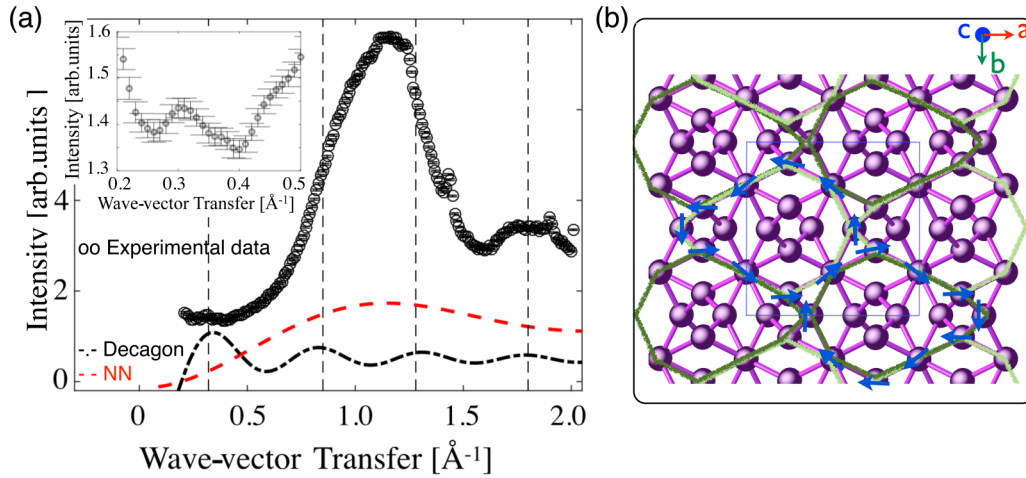 (a)
1.6
1.5
1.4
1.3
0.2 0.3 0.4 0.5
Intensity [arb.units]
Wave-vector Transfer [Å-1]
4
2
0
Intensity [arb.units]
oo Experimental data
-.- Decagon
-- NN
0 0.5 1.0 1.5 2.0
Wave-vector Transfer [Å-1]
(b)
c a
b